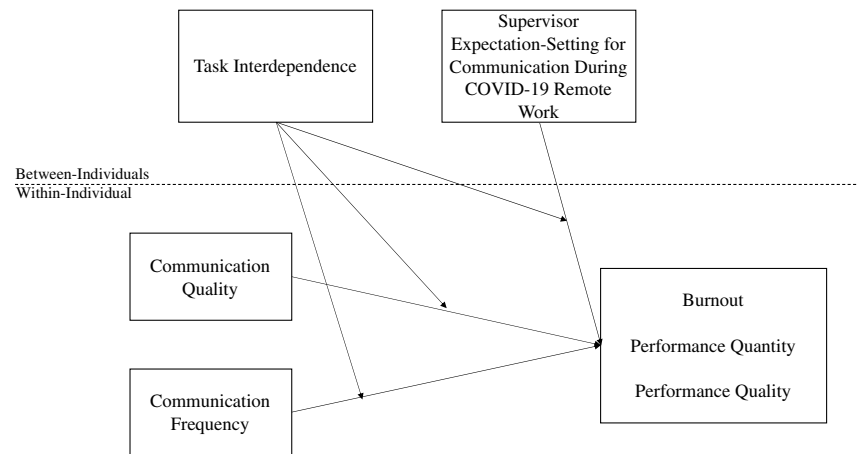 Task Interdependence
Supervisor
Expectation-Setting for
Communication During
COVID-19 Remote
Work
Between-Individuals
Within-Individual
Communication
Quality
Burnout
Performance Quantity
Performance Quality
Communication
Frequency